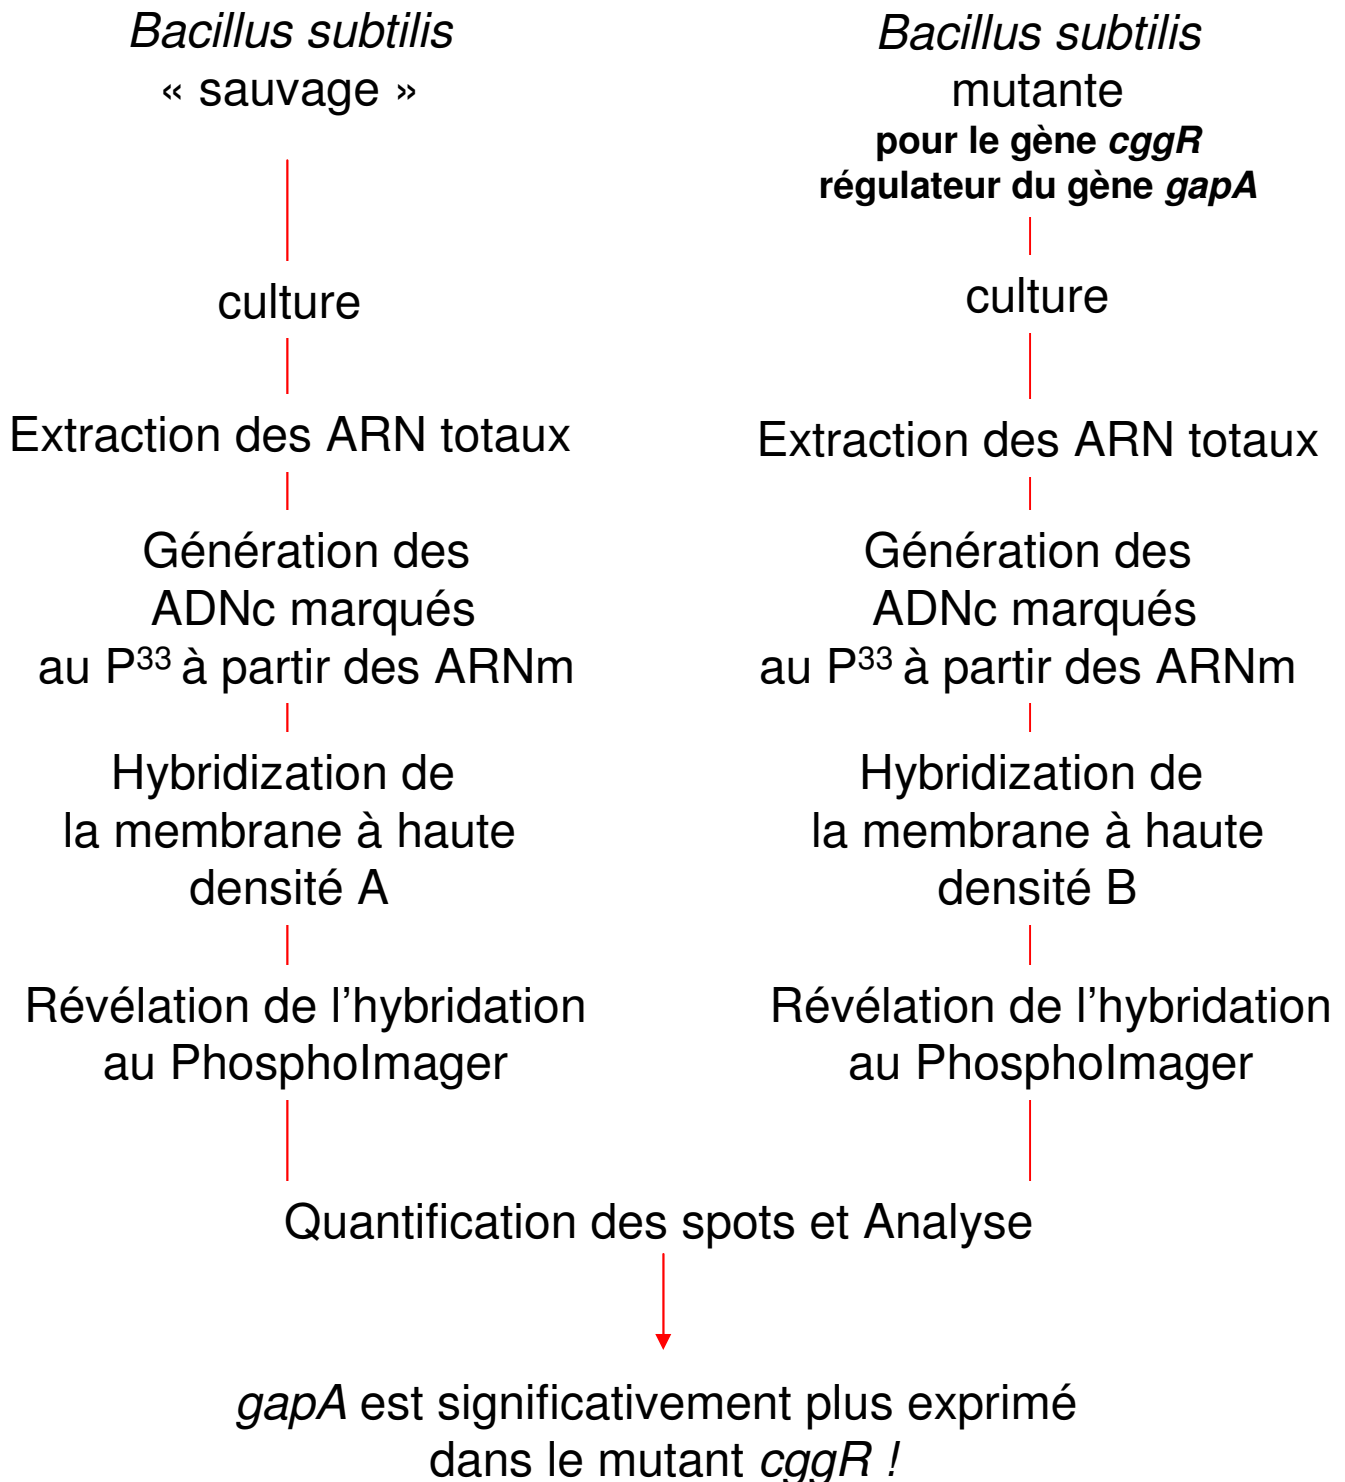 Bacillus subtilis
« sauvage »
culture
Extraction des ARN totaux
Génération des
ADNc marqués
au P33 à partir des ARNm
Hybridization de
la membrane à haute
densité A
Révélation de l'hybridation
au PhosphoImager
Bacillus subtilis
mutante
pour le gène cggR
régulateur du gène gapA
culture
Extraction des ARN totaux
Génération des
ADNc marqués
au P33 à partir des ARNm
Hybridization de
la membrane à haute
densité B
Révélation de l'hybridation
au PhosphoImager
Quantification des spots et Analyse
gapA est significativement plus exprimé
dans le mutant cggR !